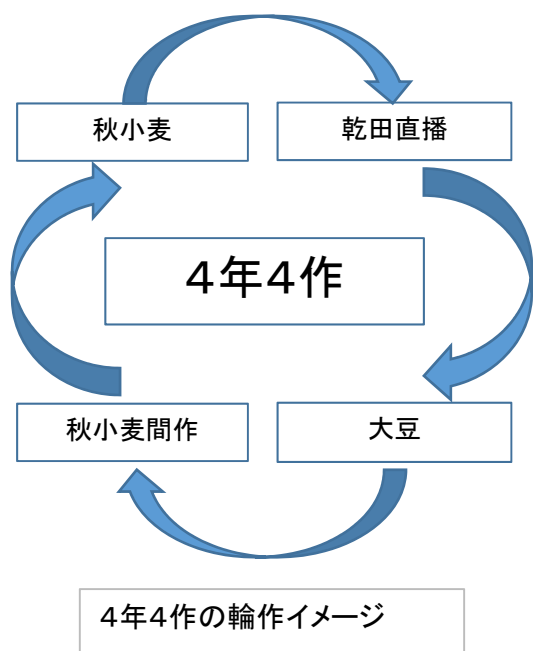 秋小麦
乾田直播
４年４作
秋小麦間作
大豆
４年４作の輪作イメージ